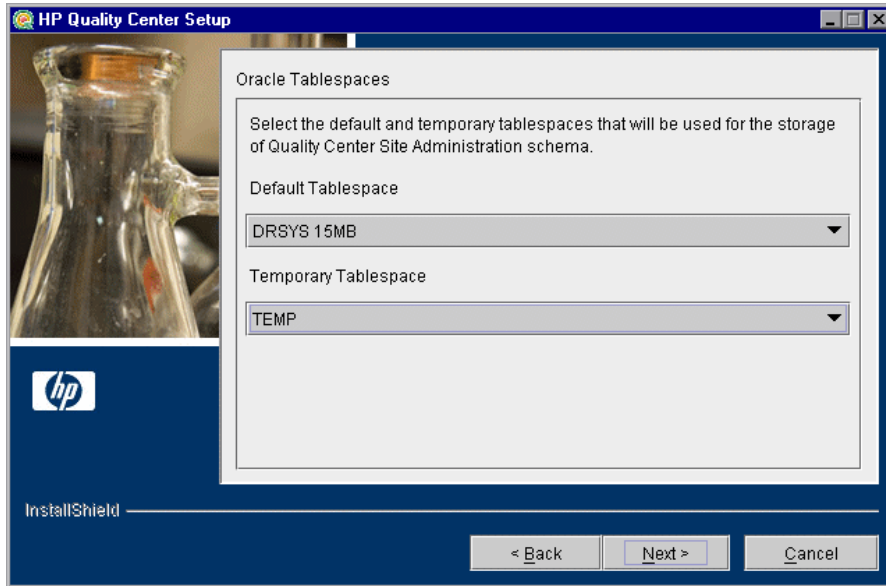 HP Quality Center Setup
Oracle Tablespaces
Select the default and temporary tablespaces that will be used for the storage
of Quality Center Site Administration schema.
Default Tablespace
DRSYS 15MB
Temporary Tablespace
TEMP
hp
InstallShield
< Back
Next >
Cancel